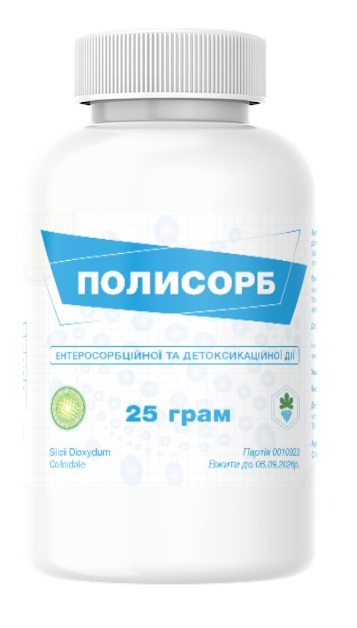 ПОЛИСОРБ
ЕНТЕРОСОРБЦІЙНОЇ ТА ДЕТОКСИКАЦІЙНОЇ ДІЇ
25 грам
Silicii Dioxydum
Colloidale
Партія 0010923
Вжити до 06.09.2026р.